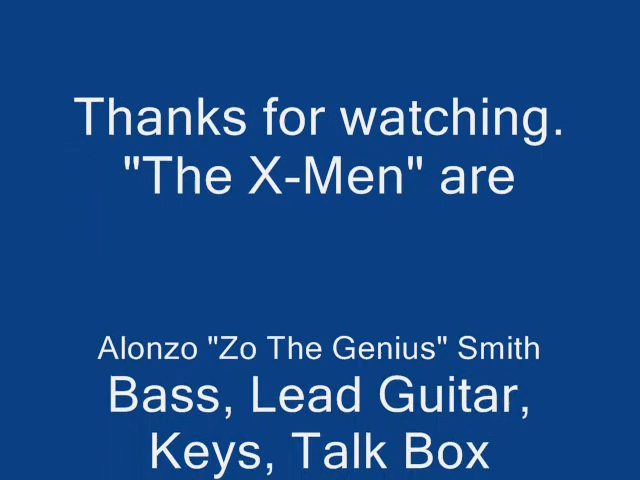 Thanks for watching.
"The X-Men" are
Alonzo "Zo The Genius" Smith
Bass, Lead Guitar,
Keys, Talk Box